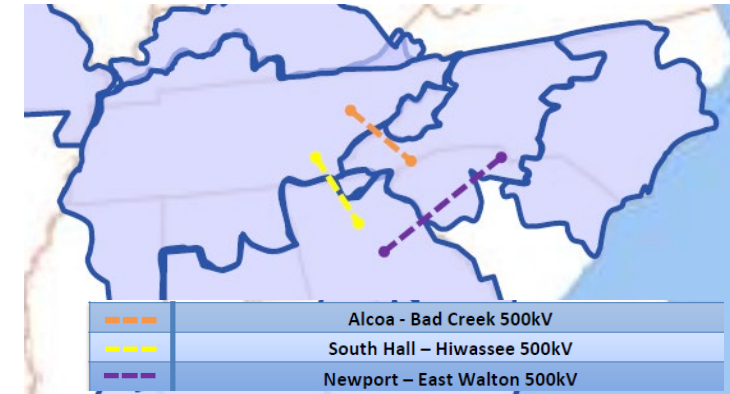 Alcoa - Bad Creek 500kV
South Hall – Hiwassee 500kV
Newport – East Walton 500kV